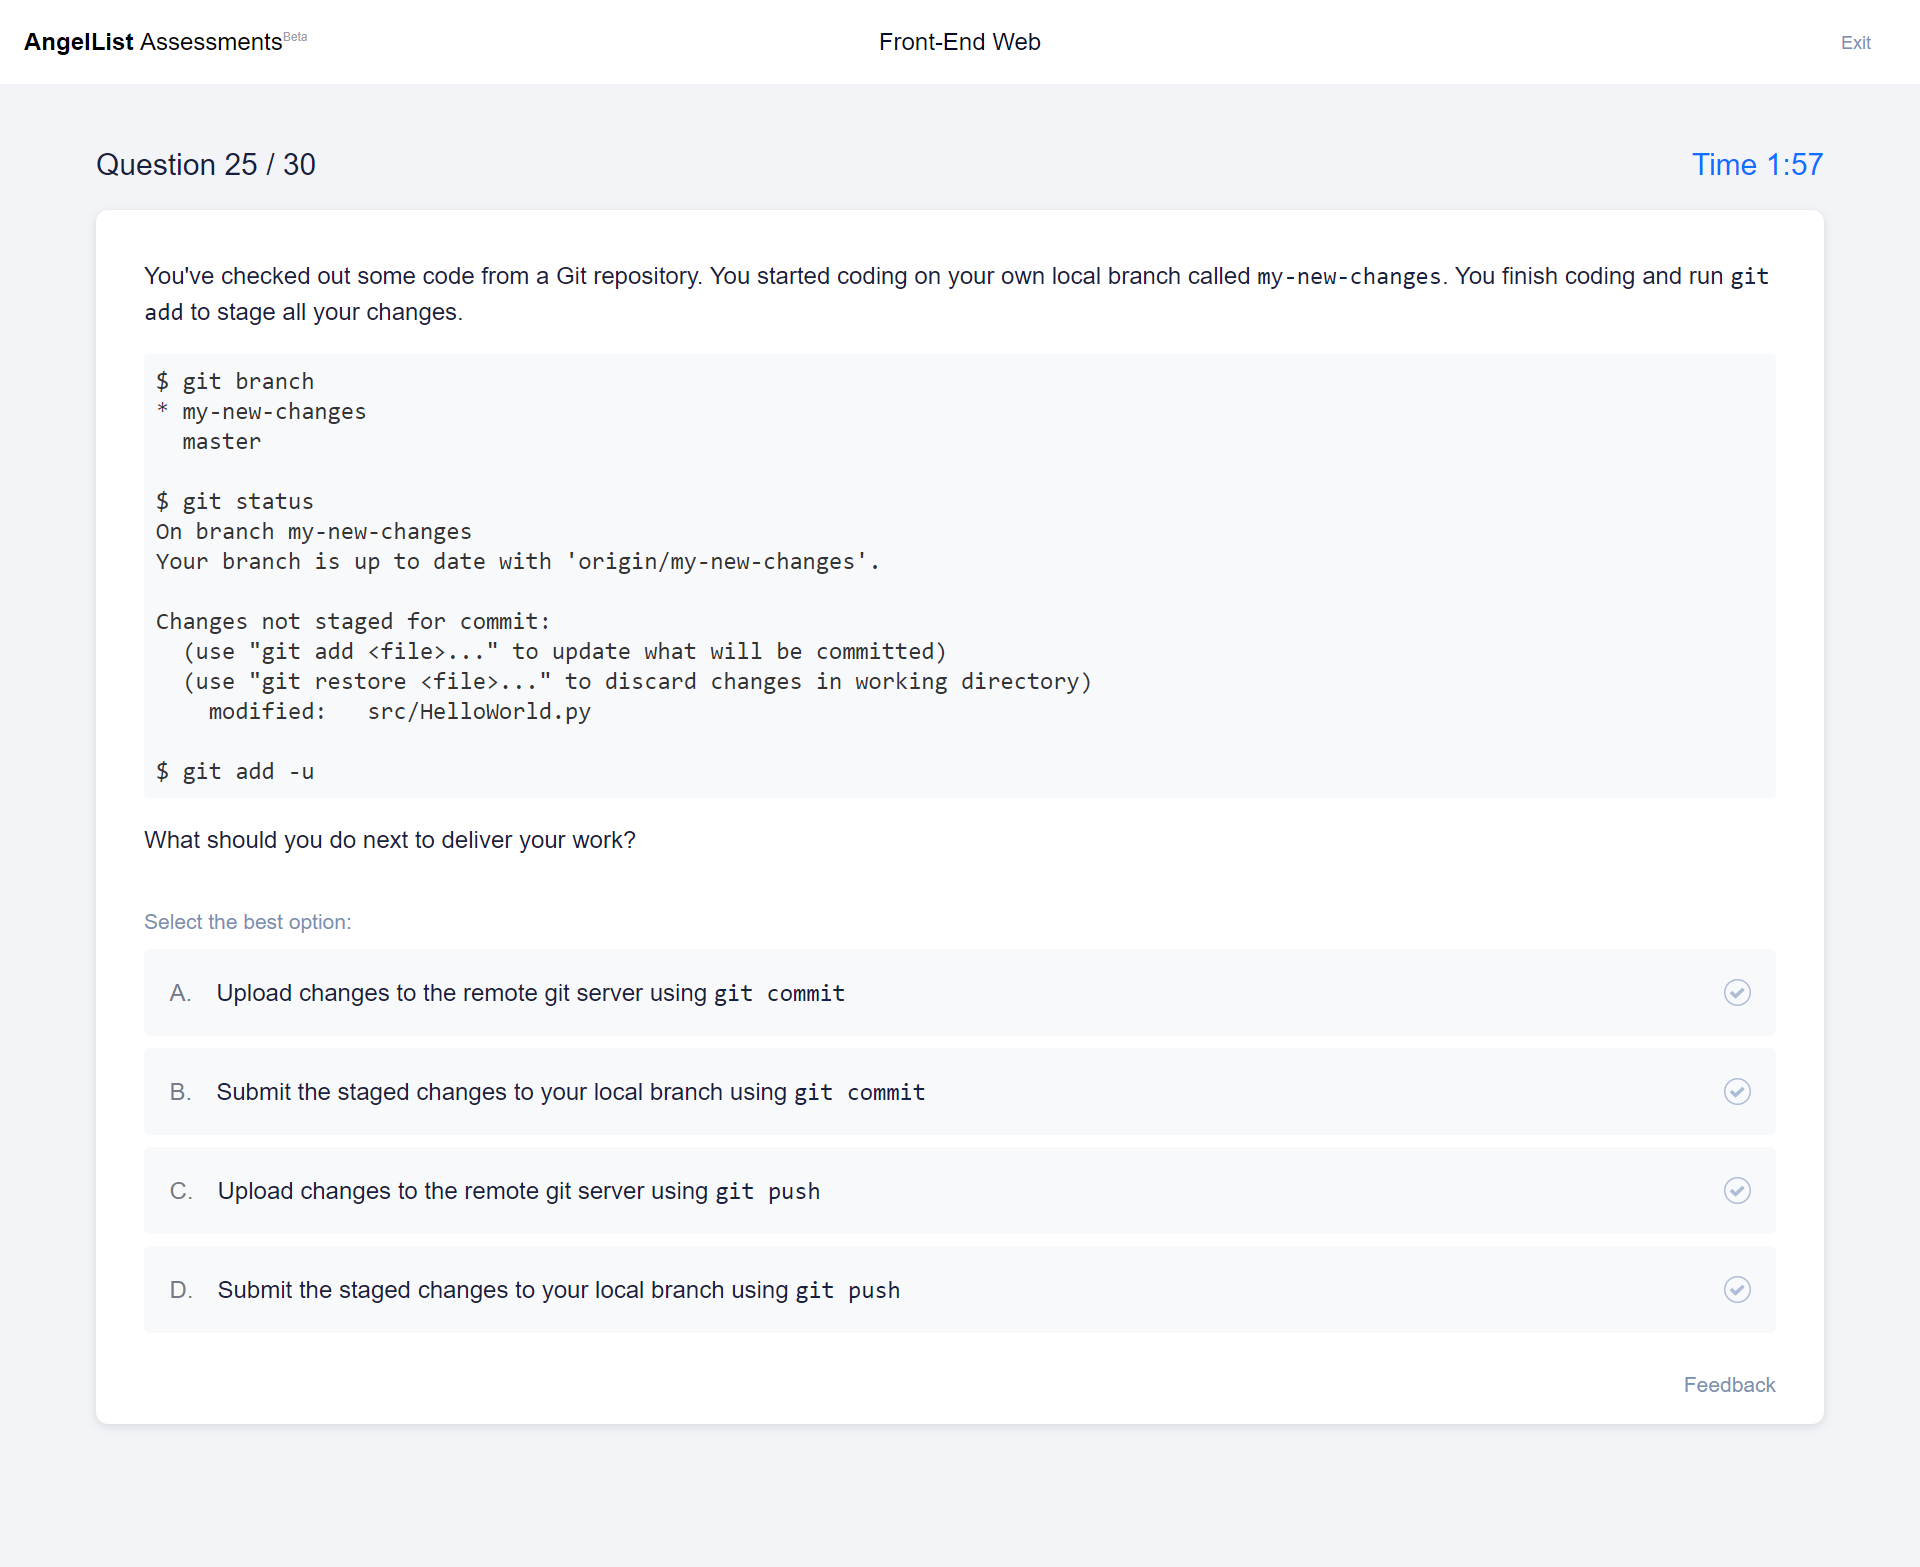 AngelList Assessments Beta
Front-End Web
Exit
Question 25 / 30
Time 1:57
You've checked out some code from a Git repository. You started coding on your own local branch called my-new-changes. You finish coding and run git
add to stage all your changes.
$ git branch
* my-new-changes
  master
$ git status
On branch my-new-changes
Your branch is up to date with 'origin/my-new-changes'.
Changes not staged for commit:
  (use "git add <file>..." to update what will be committed)
  (use "git restore <file>..." to discard changes in working directory)
    modified:   src/HelloWorld.py
$ git add -u
What should you do next to deliver your work?
Select the best option:
A. Upload changes to the remote git server using git commit
B. Submit the staged changes to your local branch using git commit
C. Upload changes to the remote git server using git push
D. Submit the staged changes to your local branch using git push
Feedback